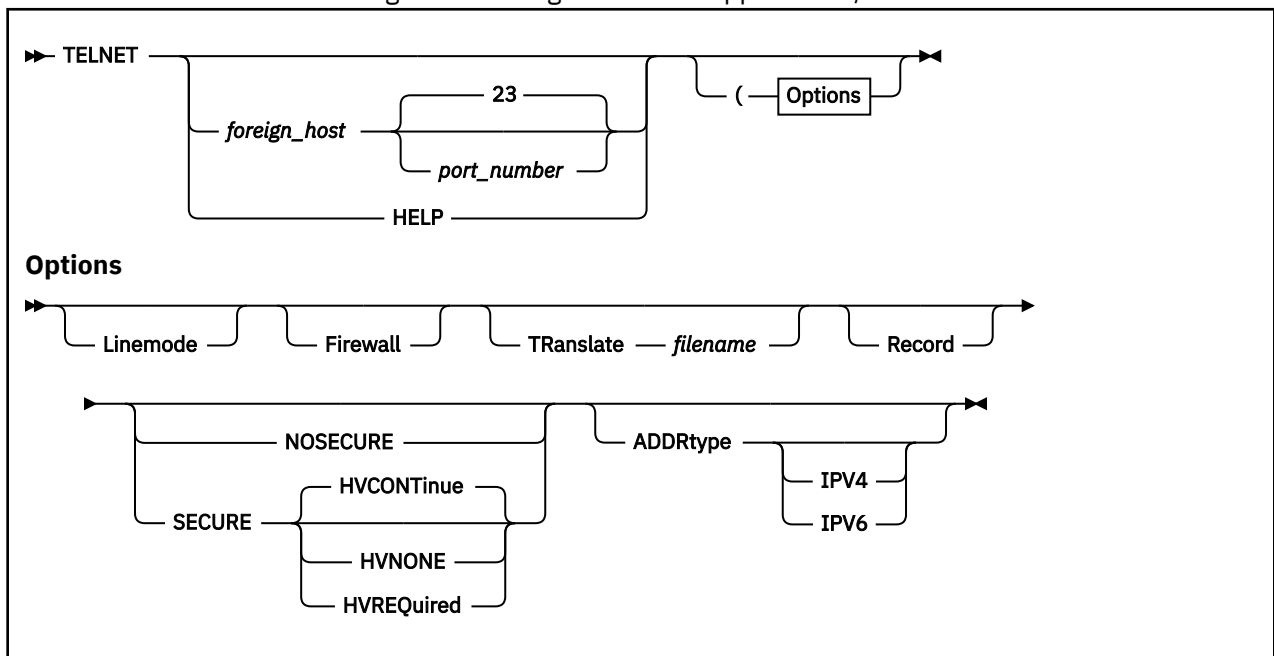 TELNET
23
( Options
foreign_host
port_number
HELP
Options
Linemode Firewall TRanslate filename Record
NOSECURE ADDRtype
HVCONTinue IPV4
SECURE IPV6
HVNONE
HVREQuired